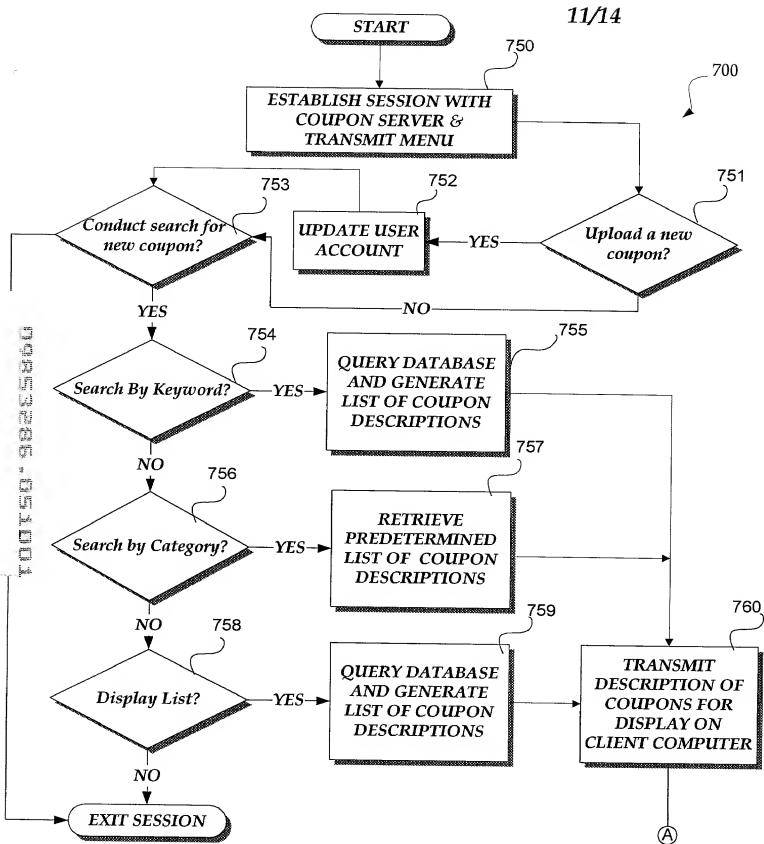 11/14
START
750
700
ESTABLISH SESSION WITH
COUPON SERVER &
TRANSMIT MENU
751
752
753
Conduct search for
new coupon?
UPDATE USER
ACCOUNT
YES
Upload a new
coupon?
NO
YES
754
755
Search By Keyword?
YES
QUERY DATABASE
AND GENERATE
LIST OF COUPON
DESCRIPTIONS
NO
756
757
Search by Category?
YES
RETRIEVE
PREDETERMINED
LIST OF COUPON
DESCRIPTIONS
NO
758
759
760
Display List?
YES
QUERY DATABASE
AND GENERATE
LIST OF COUPON
DESCRIPTIONS
TRANSMIT
DESCRIPTION OF
COUPONS FOR
DISPLAY ON
CLIENT COMPUTER
NO
EXIT SESSION
A
09853286.051001